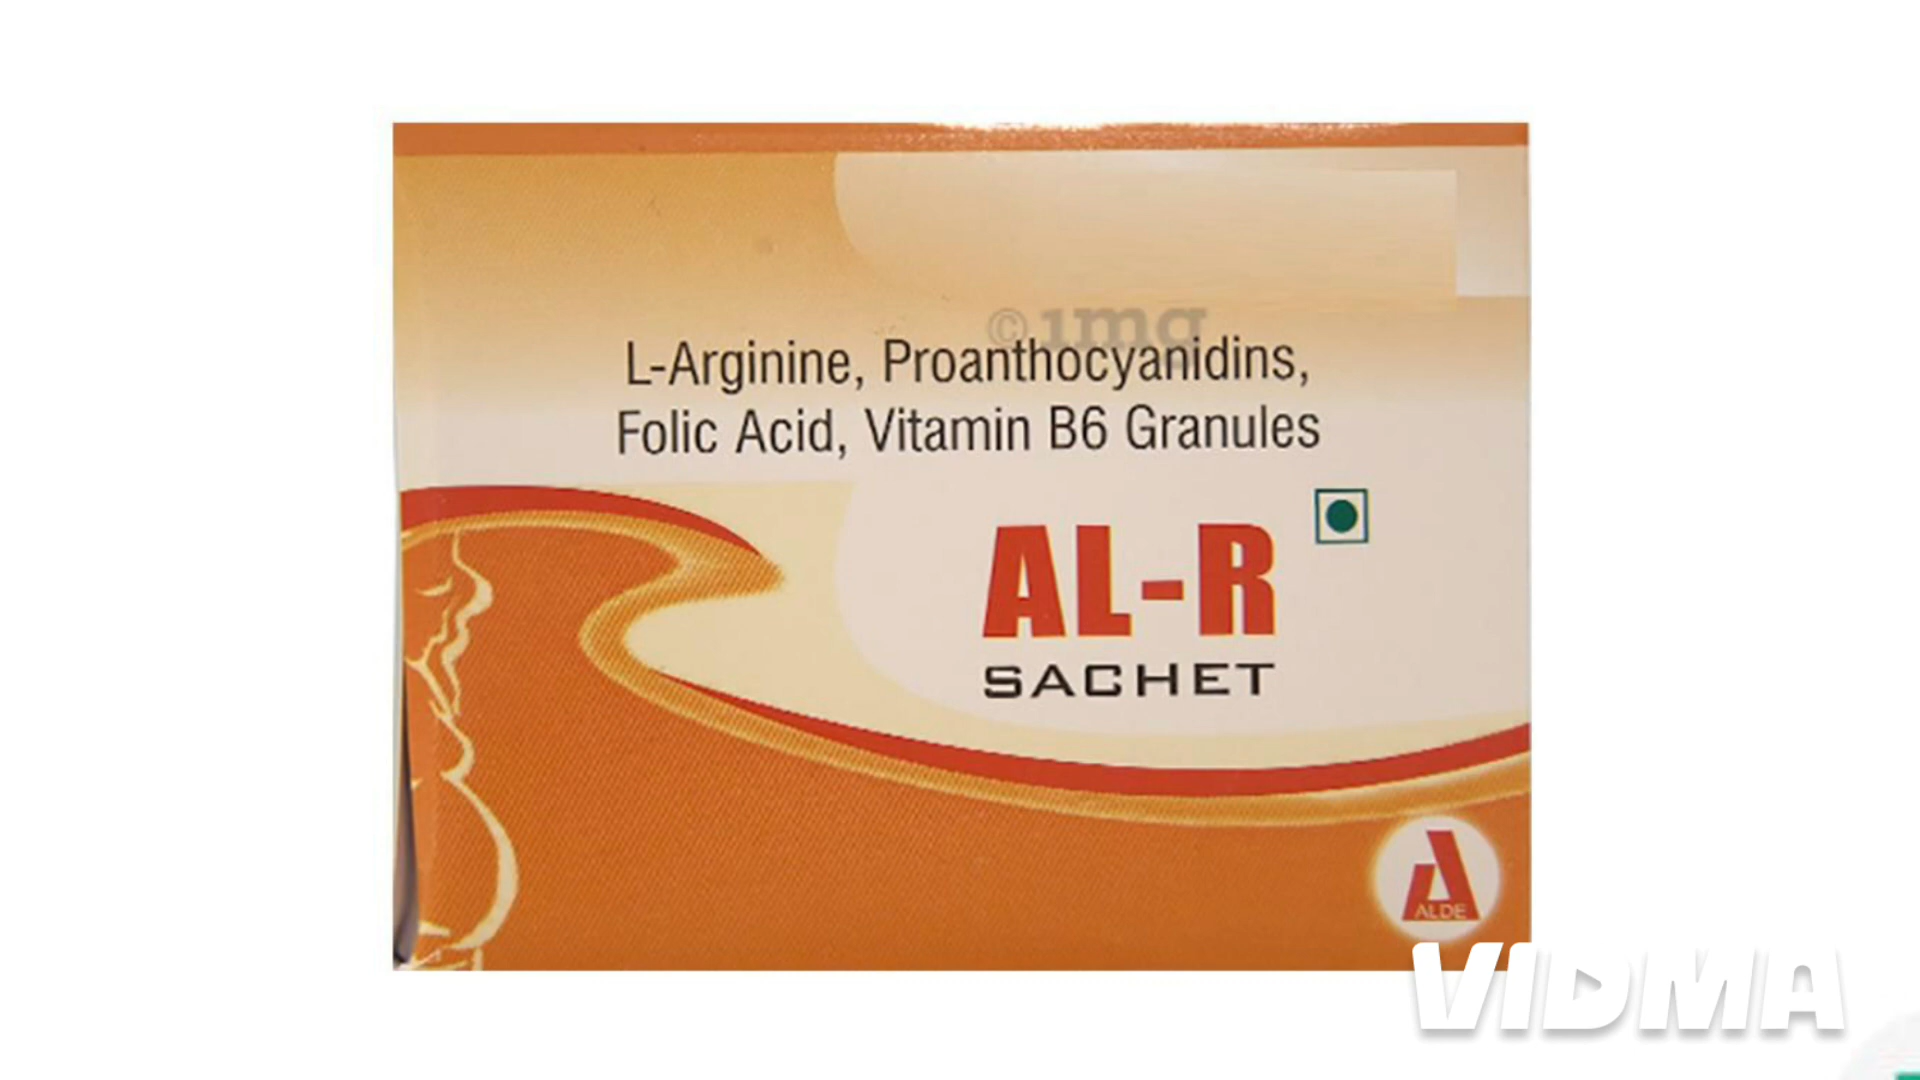 © 1mg
L-Arginine, Proanthocyanidins,
Folic Acid, Vitamin B6 Granules
AL-R
SACHET
ALDE
VIDMA